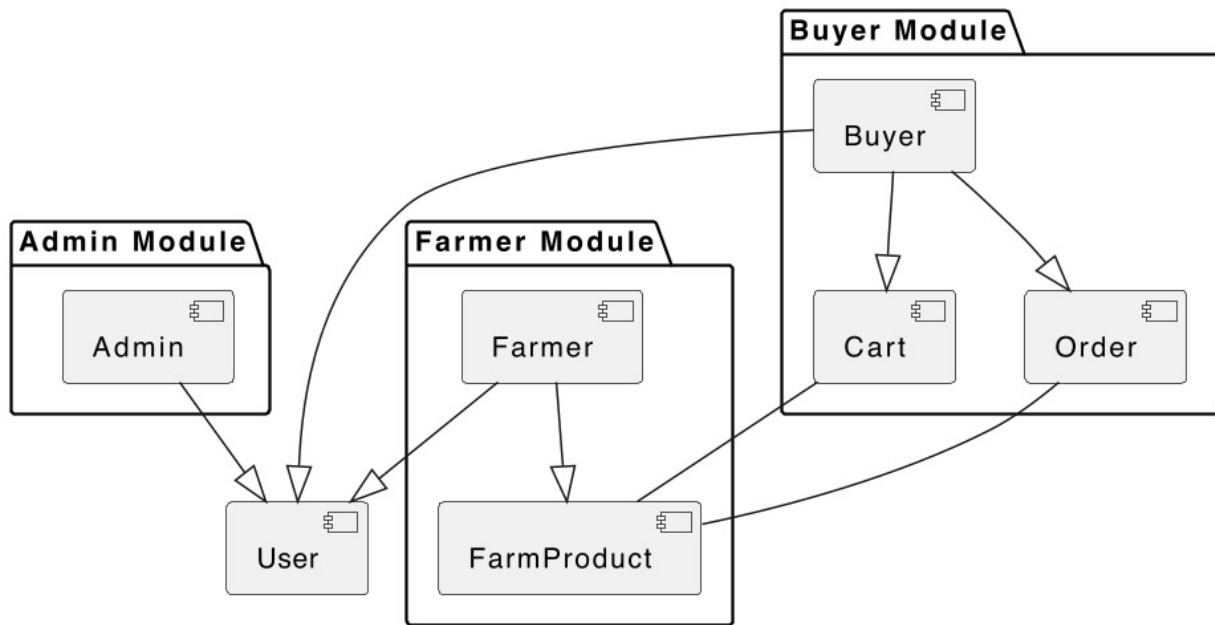 Buyer Module
Buyer
Admin Module
Farmer Module
Admin
Farmer
Cart
Order
User
FarmProduct